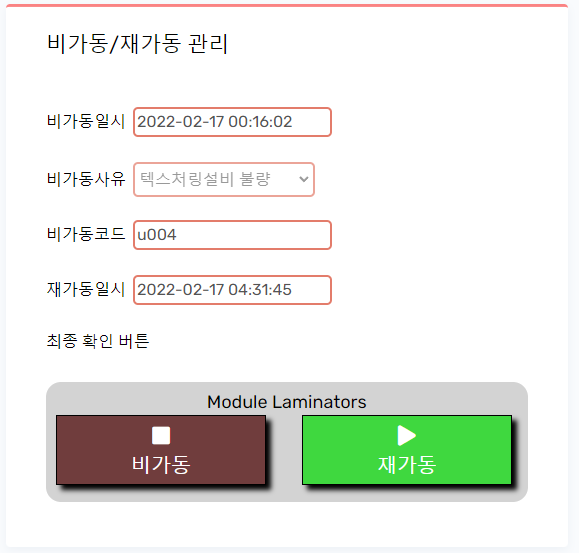 비가동/재가동 관리
비가동일시 2022-02-17 00:16:02
비가동사유 텍스처링설비 불량
비가동코드 u004
재가동일시 2022-02-17 04:31:45
최종 확인 버튼
Module Laminators
비가동 재가동